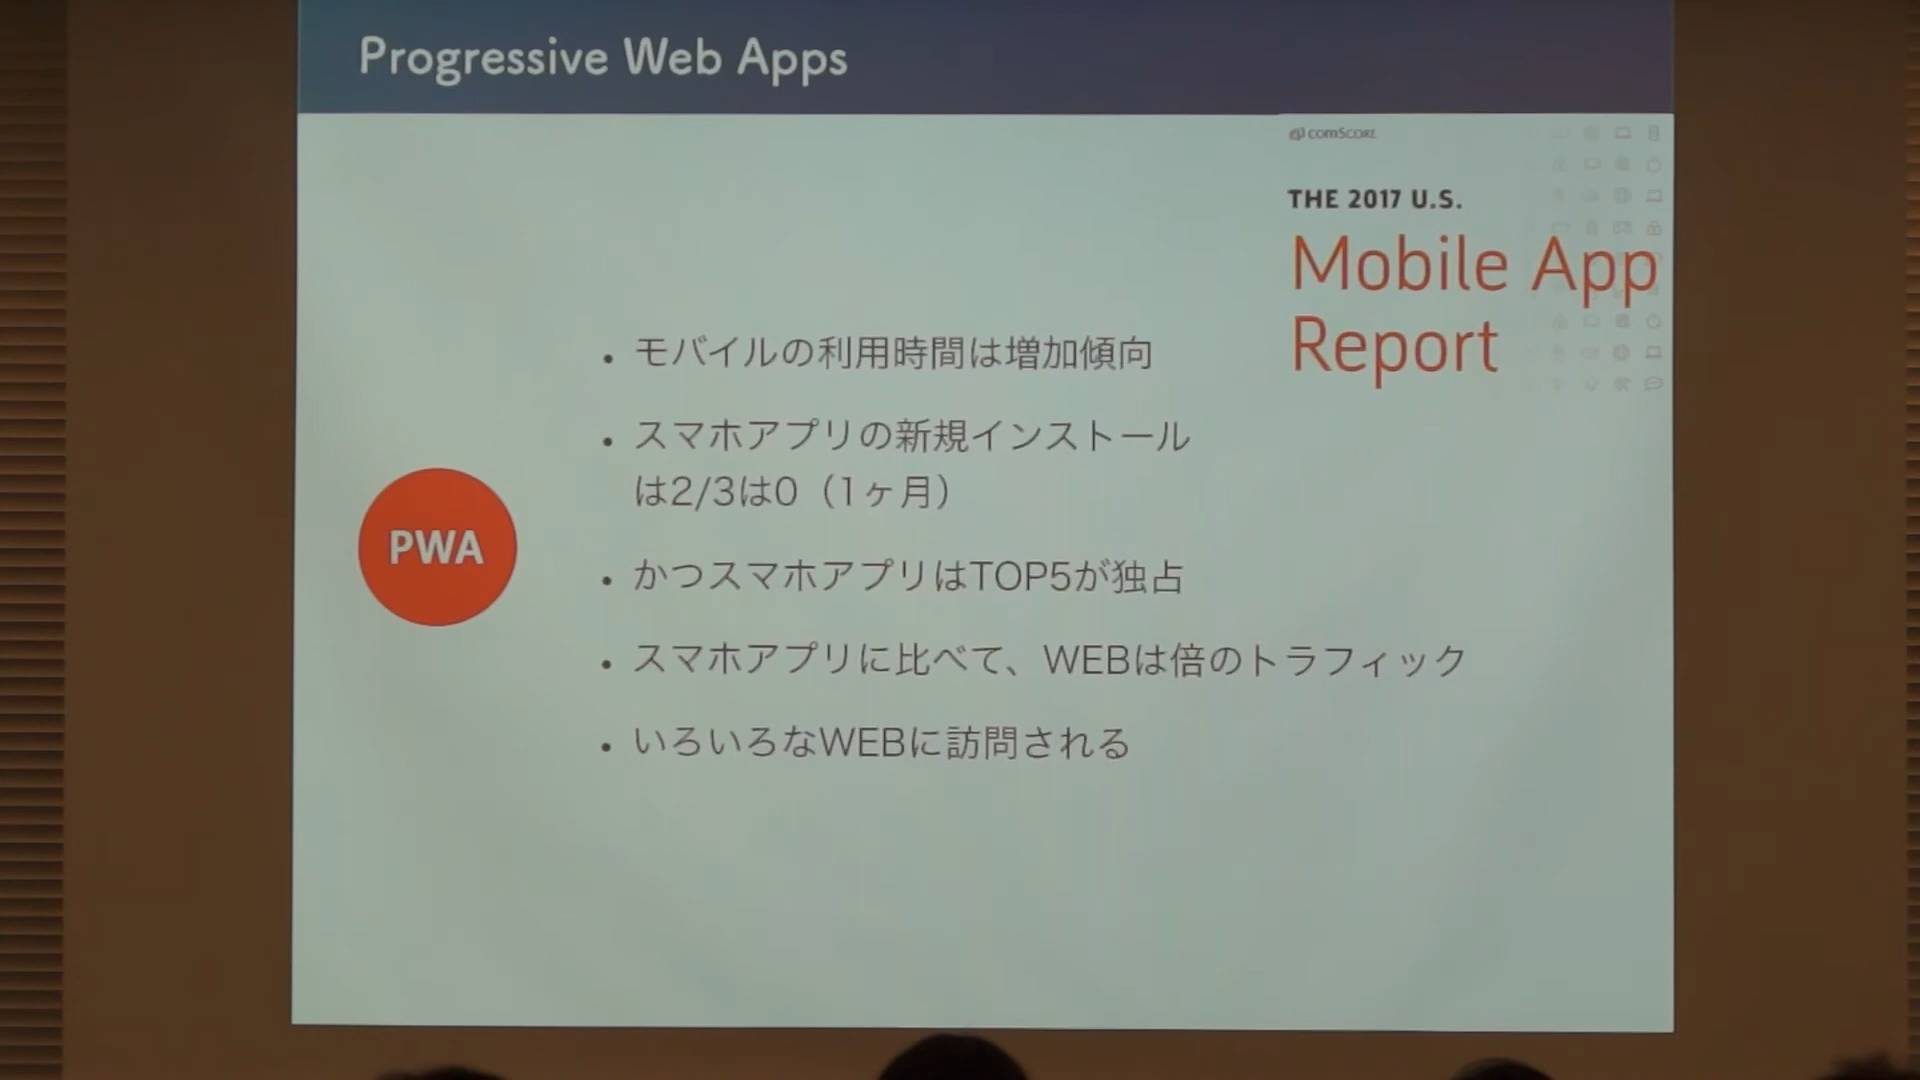 Progressive Web Apps
comScore
THE 2017 U.S.
Mobile App
Report
PWA
• モバイルの利用時間は増加傾向
• スマホアプリの新規インストール
は2/3は0（1ヶ月）
• かつスマホアプリはTOP5が独占
• スマホアプリに比べて、WEBは倍のトラフィック
• いろいろなWEBに訪問される